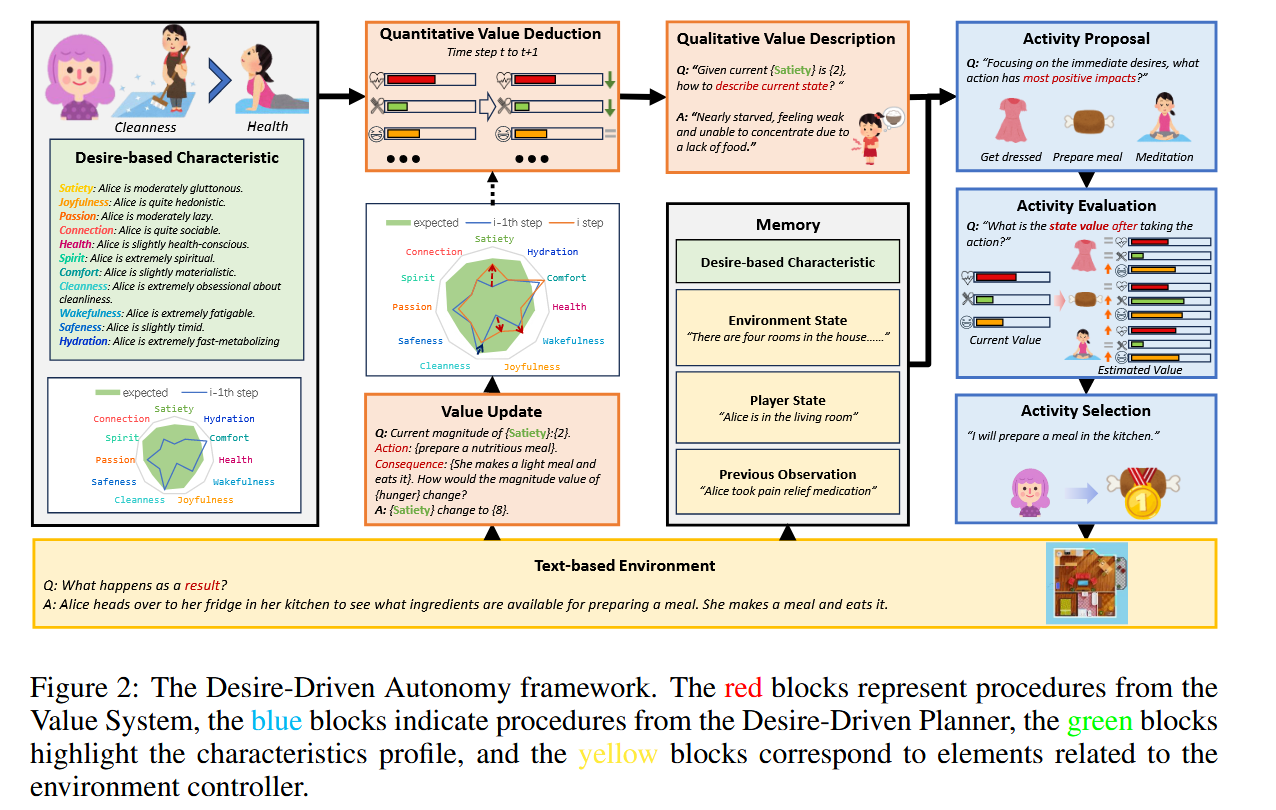 Cleanness
Health
Desire-based Characteristic
Satiety: Alice is moderately gluttonous.
Joyfulness: Alice is quite hedonistic.
Passion: Alice is moderately lazy.
Connection: Alice is quite sociable.
Health: Alice is slightly health-conscious.
Spirit: Alice is extremely spiritual.
Comfort: Alice is slightly materialistic.
Cleanness: Alice is extremely obsessional about
cleanliness.
Wakefulness: Alice is extremely fatigable.
Safeness: Alice is slightly timid.
Hydration: Alice is extremely fast-metabolizing
expected
i-1th step
Satiety
Connection
Hydration
Spirit
Comfort
Passion
Health
Safeness
Wakefulness
Cleanness
Joyfulness
Quantitative Value Deduction
Time step t to t+1
expected
i-1th step
i step
Satiety
Connection
Hydration
Spirit
Comfort
Passion
Health
Safeness
Wakefulness
Cleanness
Joyfulness
Value Update
Q: Current magnitude of {Satiety}:{2}.
Action: {prepare a nutritious meal}.
Consequence: {She makes a light meal and
eats it}. How would the magnitude value of
{hunger} change?
A: {Satiety} change to {8}.
Qualitative Value Description
Q: “Given current {Satiety} is {2},
how to describe current state? “
A: “Nearly starved, feeling weak
and unable to concentrate due to
a lack of food.”
Memory
Desire-based Characteristic
Environment State
“There are four rooms in the house……”
Player State
“Alice is in the living room”
Previous Observation
“Alice took pain relief medication”
Activity Proposal
Q: “Focusing on the immediate desires, what
action has most positive impacts?”
Get dressed
Prepare meal
Meditation
Activity Evaluation
Q: “What is the state value after taking the
action?”
Current Value
Estimated Value
Activity Selection
“I will prepare a meal in the kitchen.”
1
Text-based Environment
Q: What happens as a result?
A: Alice heads over to her fridge in her kitchen to see what ingredients are available for preparing a meal. She makes a meal and eats it.
Figure 2: The Desire-Driven Autonomy framework. The red blocks represent procedures from the
Value System, the blue blocks indicate procedures from the Desire-Driven Planner, the green blocks
highlight the characteristics profile, and the yellow blocks correspond to elements related to the
environment controller.